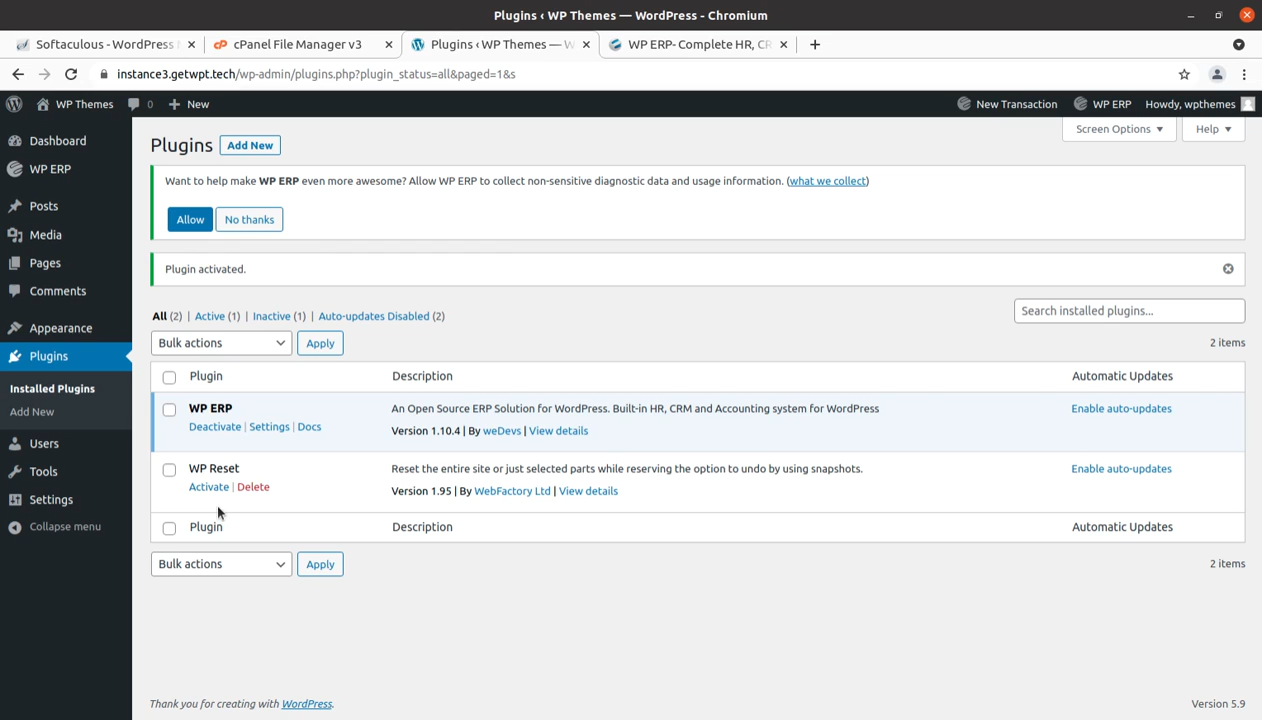 Plugins ‹ WP Themes — WordPress - Chromium
Softaculous - WordPress
cPanel File Manager v3
Plugins ‹ WP Themes — W
WP ERP- Complete HR, CR
instance3.getwpt.tech/wp-admin/plugins.php?plugin_status=all&paged=1&s
WP Themes
0
New
New Transaction
WP ERP
Howdy, wpthemes
Dashboard
WP ERP
Posts
Media
Pages
Comments
Appearance
Plugins
Installed Plugins
Add New
Users
Tools
Settings
Collapse menu
Screen Options
Help
Plugins
Add New
Want to help make WP ERP even more awesome? Allow WP ERP to collect non-sensitive diagnostic data and usage information. (what we collect)
Allow
No thanks
Plugin activated.
All (2) | Active (1) | Inactive (1) | Auto-updates Disabled (2)
Search installed plugins...
Bulk actions
Apply
2 items
Plugin
Description
Automatic Updates
WP ERP
An Open Source ERP Solution for WordPress. Built-in HR, CRM and Accounting system for WordPress
Enable auto-updates
Deactivate | Settings | Docs
Version 1.10.4 | By weDevs | View details
WP Reset
Reset the entire site or just selected parts while reserving the option to undo by using snapshots.
Enable auto-updates
Activate | Delete
Version 1.95 | By WebFactory Ltd | View details
Plugin
Description
Automatic Updates
Bulk actions
Apply
2 items
Thank you for creating with WordPress.
Version 5.9